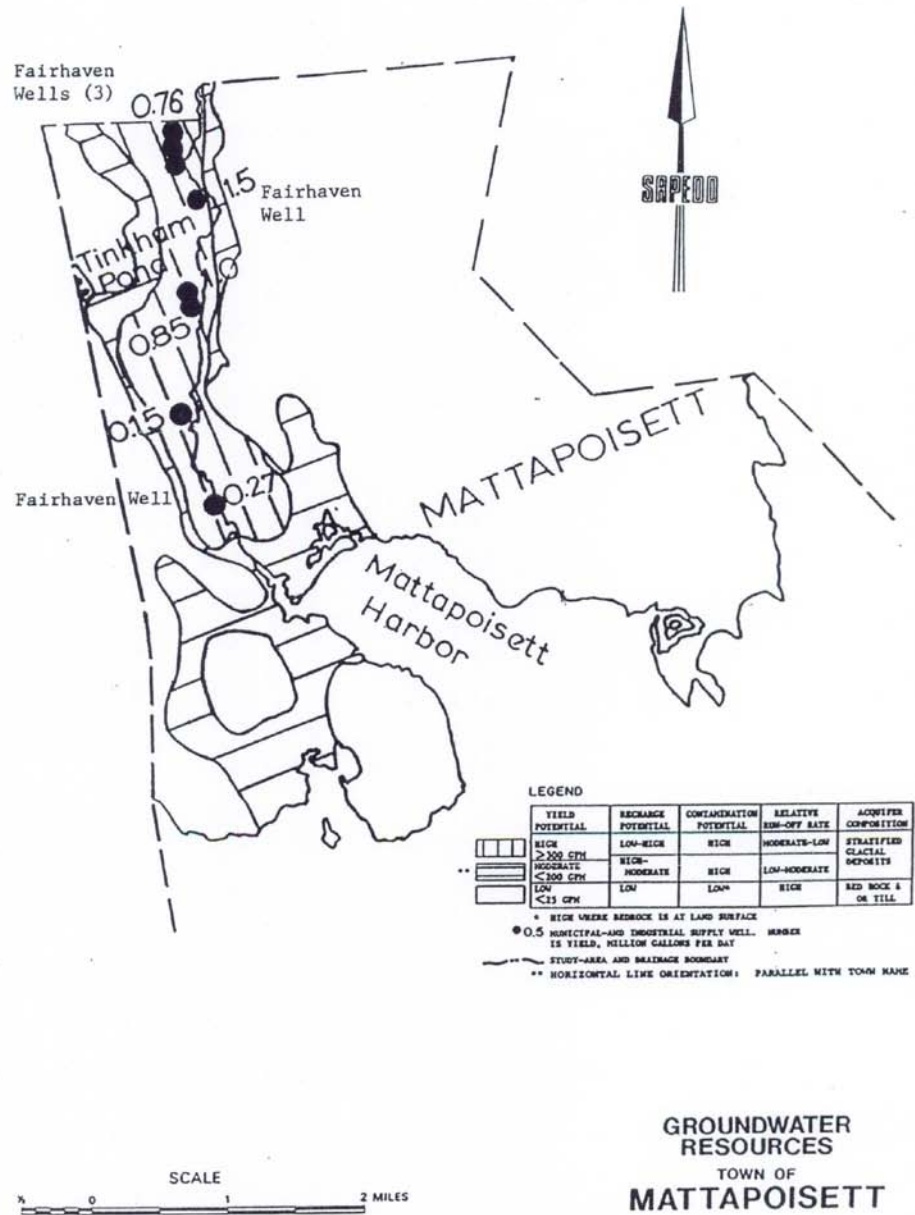 Fairhaven
Wells (3)
0.76
1.5
Fairhaven
Well
SRPEDD
Tinkham
Pond
0.85
0.15
Fairhaven Well
0.27
MATTAPOISETT
Mattapoisett
Harbor
LEGEND
YIELD POTENTIAL RECHARGE POTENTIAL CONTAMINATION POTENTIAL RELATIVE RUN-OFF RATE ACQUIFER COMPOSITION
HIGH >300 GPM LOW-HIGH HIGH MODERATE-LOW STRATIFIED GLACIAL DEPOSITS
** MODERATE <200 GPM HIGH-MODERATE HIGH LOW-MODERATE
LOW <25 GPM LOW LOW* HIGH BED ROCK & OR TILL
* HIGH WHERE BEDROCK IS AT LAND SURFACE
0.5 MUNICIPAL-AND INDUSTRIAL SUPPLY WELL. NUMBER
IS YIELD, MILLION GALLONS PER DAY
STUDY-AREA AND DRAINAGE BOUNDARY
** HORIZONTAL LINE ORIENTATION: PARALLEL WITH TOWN NAME
GROUNDWATER
RESOURCES
TOWN OF
MATTAPOISETT
SCALE
½ 0 1 2 MILES